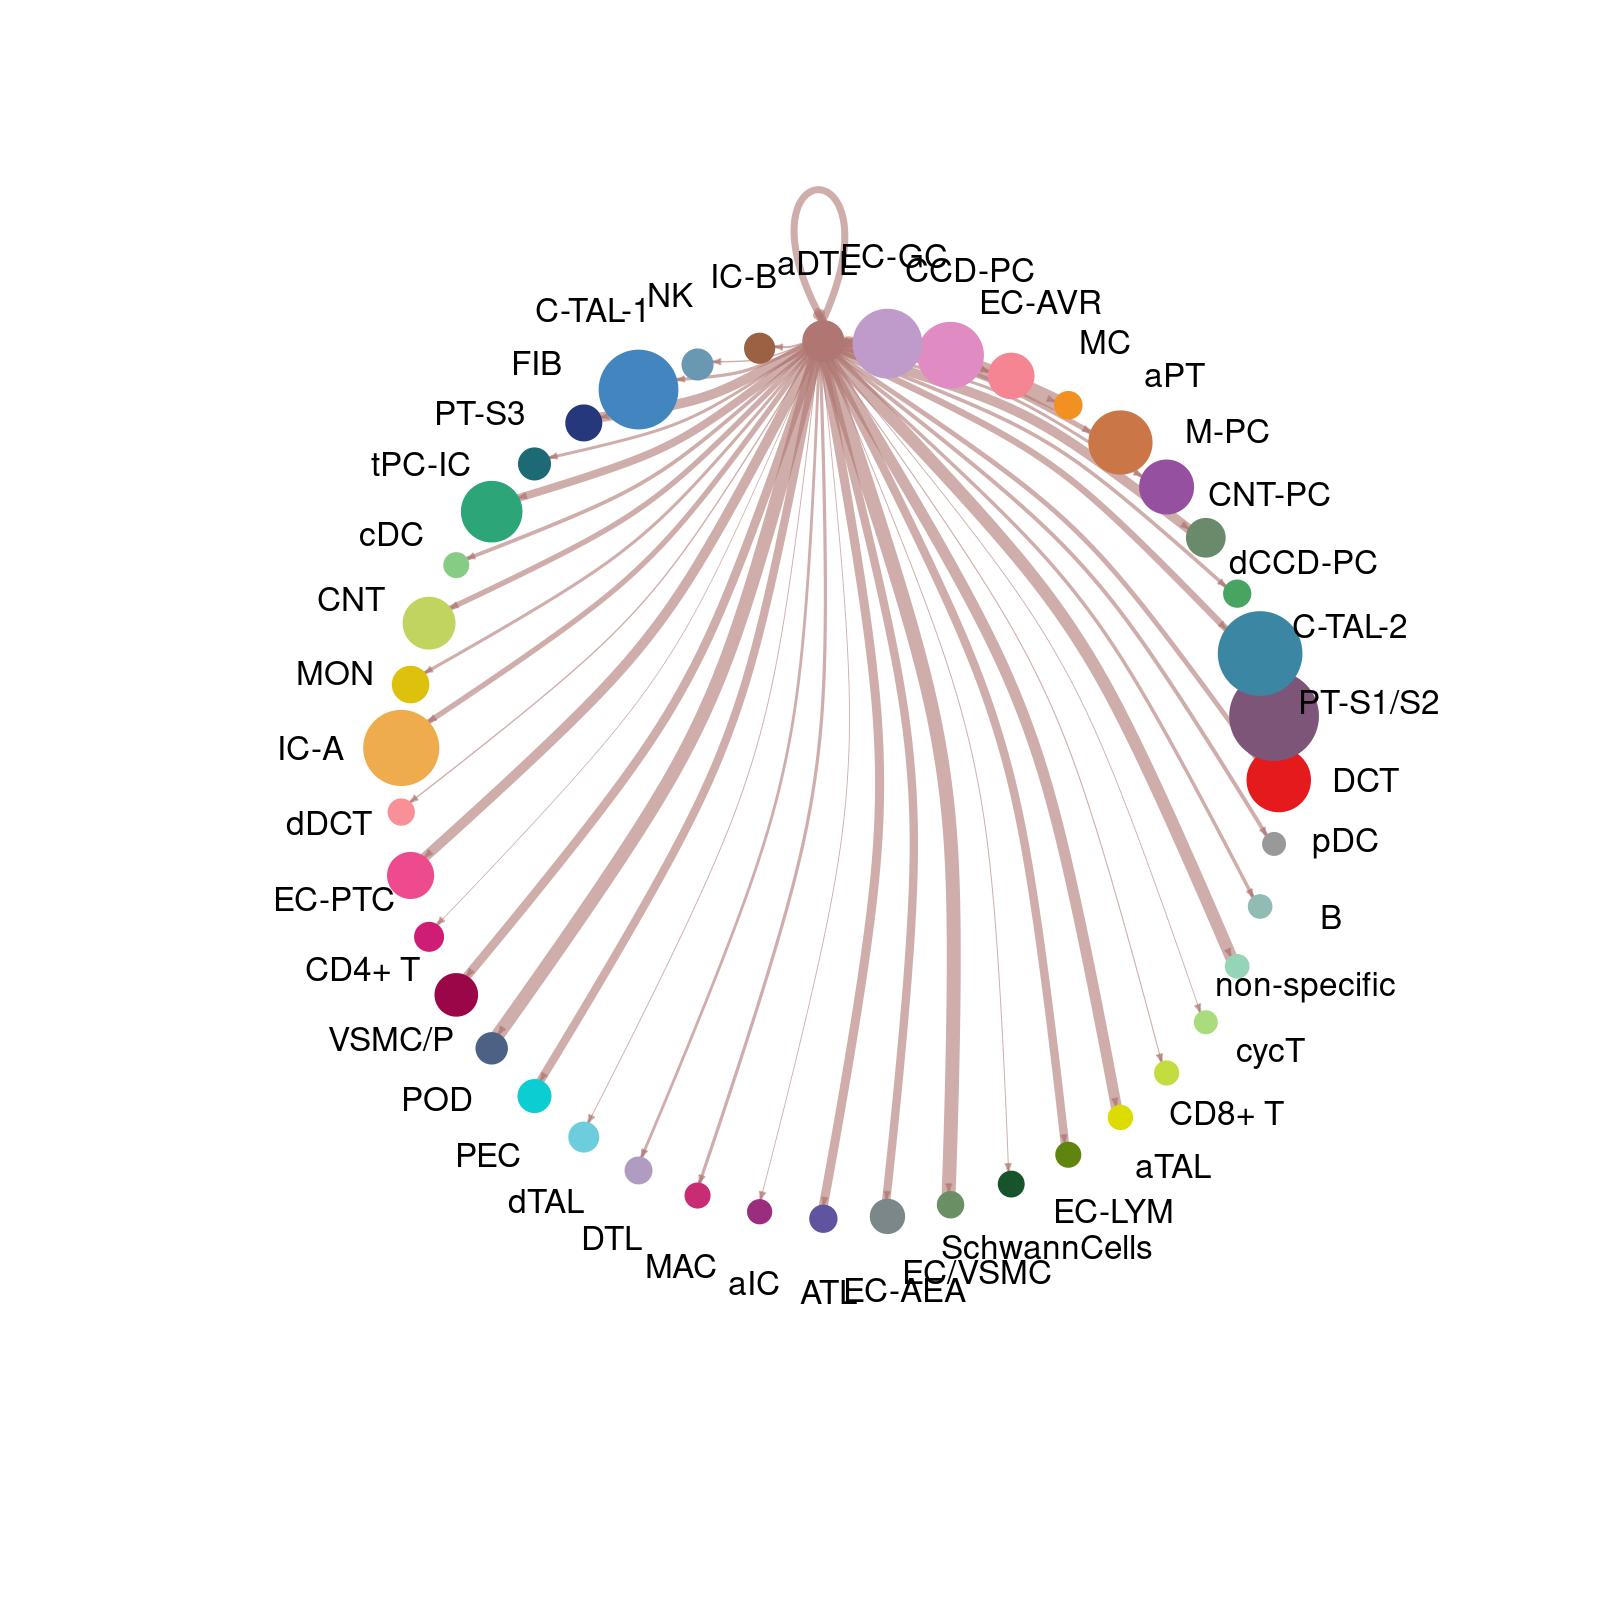 aDTL
EC-GC
CCD-PC
EC-AVR
MC
aPT
M-PC
CNT-PC
dCCD-PC
C-TAL-2
PT-S1/S2
DCT
pDC
B
non-specific
cycT
CD8+ T
aTAL
EC-LYM
SchwannCells
EC/VSMC
EC-AEA
ATL
aIC
MAC
DTL
dTAL
PEC
POD
VSMC/P
CD4+ T
EC-PTC
dDCT
IC-A
MON
CNT
cDC
tPC-IC
PT-S3
FIB
C-TAL-1
NK
IC-B